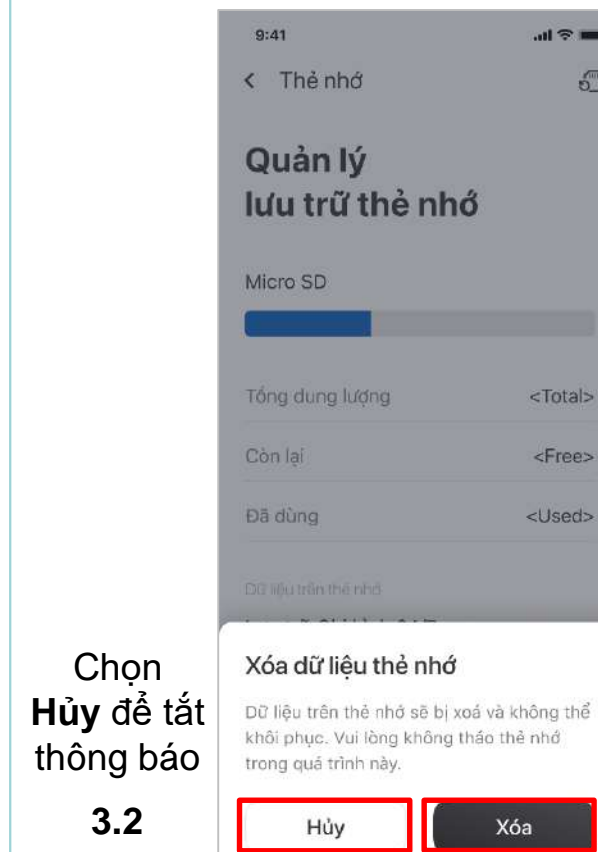 9:41
Thẻ nhớ
Quản lý
lưu trữ thẻ nhớ
Micro SD
Tổng dung lượng <Total>
Còn lại <Free>
Đã dùng <Used>
Dữ liệu trên thẻ nhớ
Xóa dữ liệu thẻ nhớ
Dữ liệu trên thẻ nhớ sẽ bị xoá và không thể
khôi phục. Vui lòng không tháo thẻ nhớ
trong quá trình này.
Hủy Xóa
Chọn
Hủy để tắt
thông báo
3.2